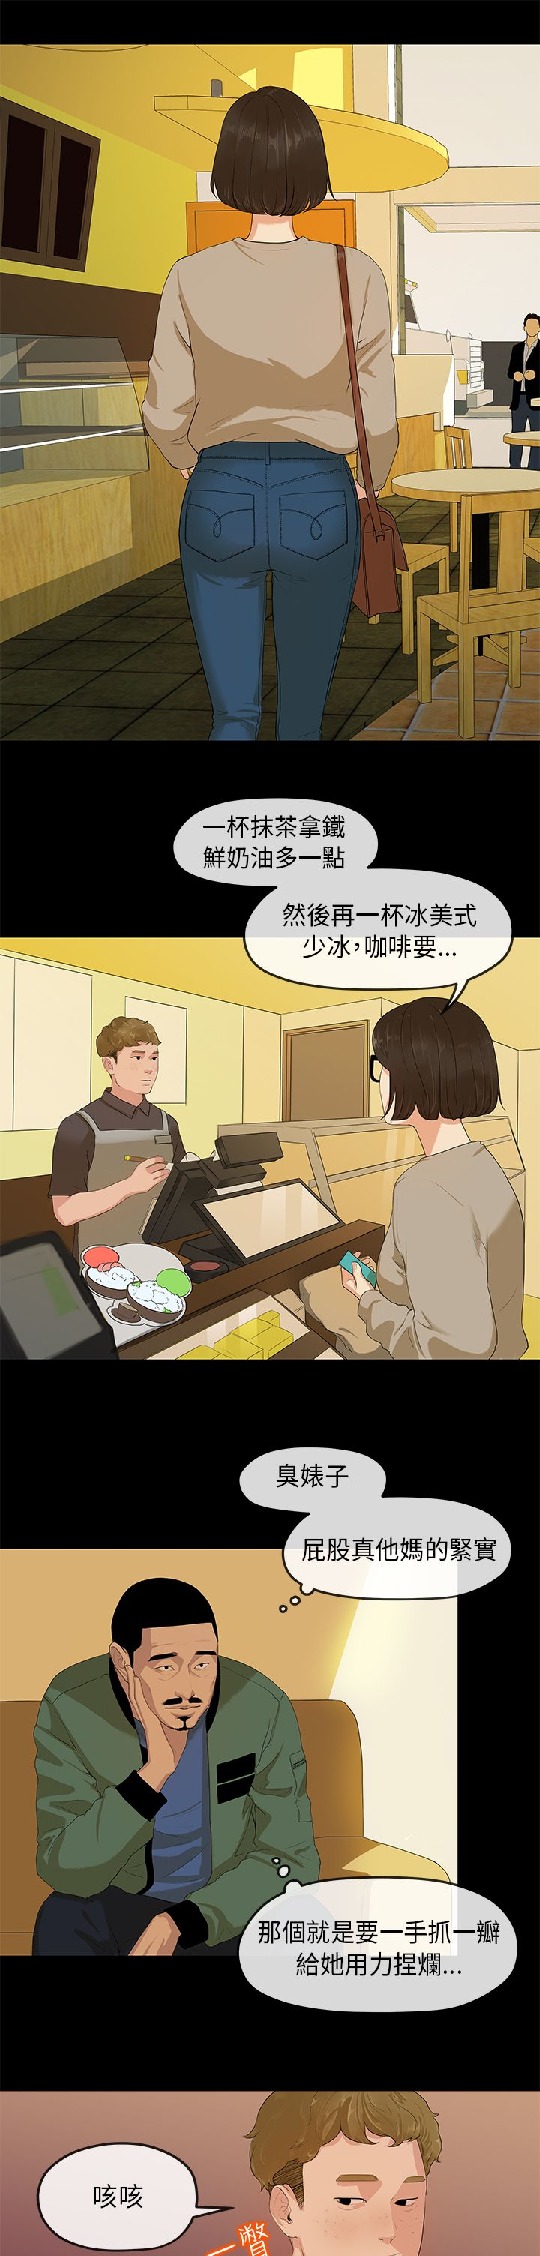 一杯抹茶拿鐵
鮮奶油多一點
然後再一杯冰美式
少冰，咖啡要...
臭婊子
屁股真他媽的緊實
那個就是要一手抓一瓣
給她用力捏爛...
咳咳
一瞥